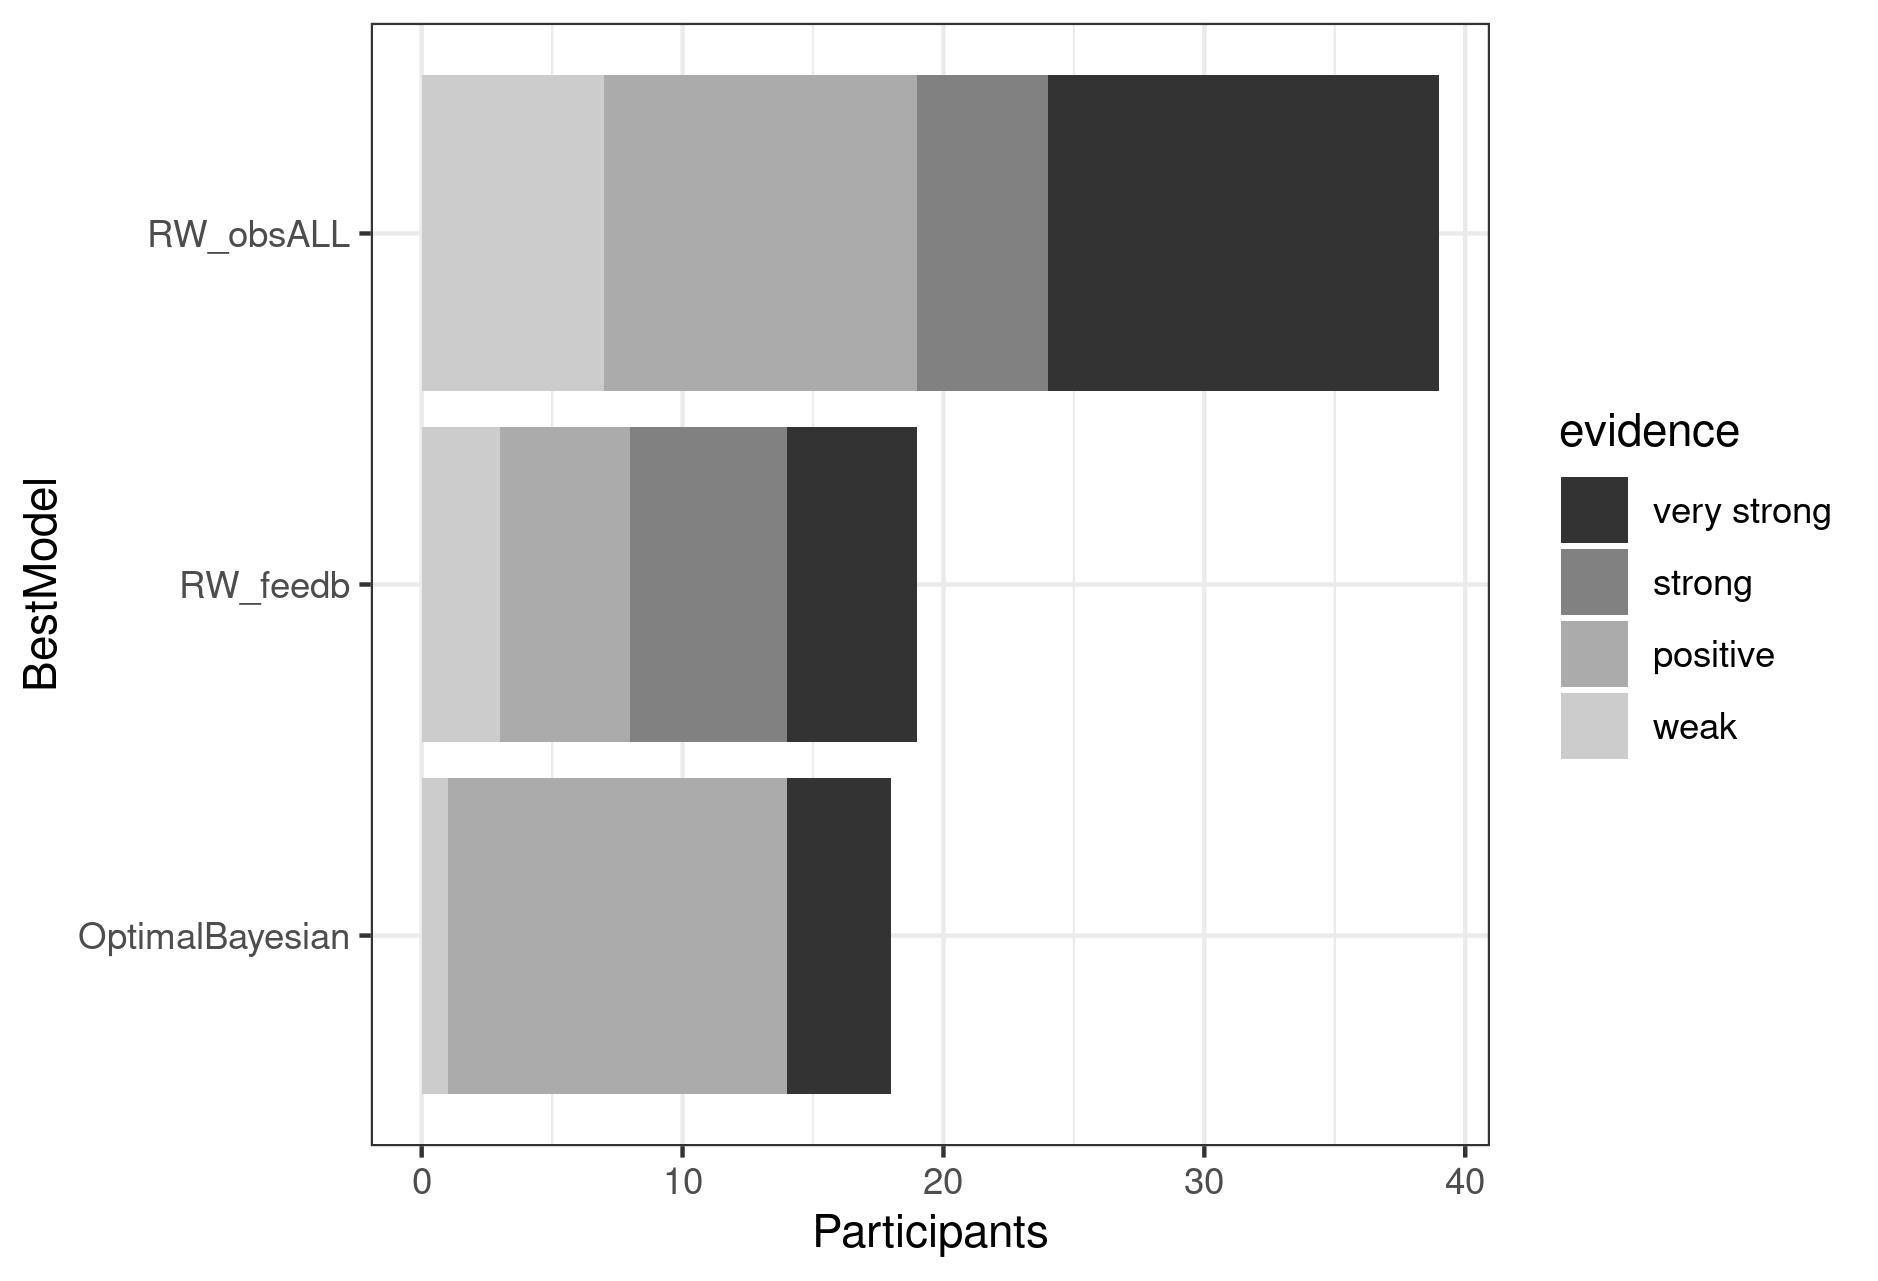 BestModel
RW_obsALL
RW_feedb
OptimalBayesian
0 10 20 30 40
Participants
evidence
very strong
strong
positive
weak